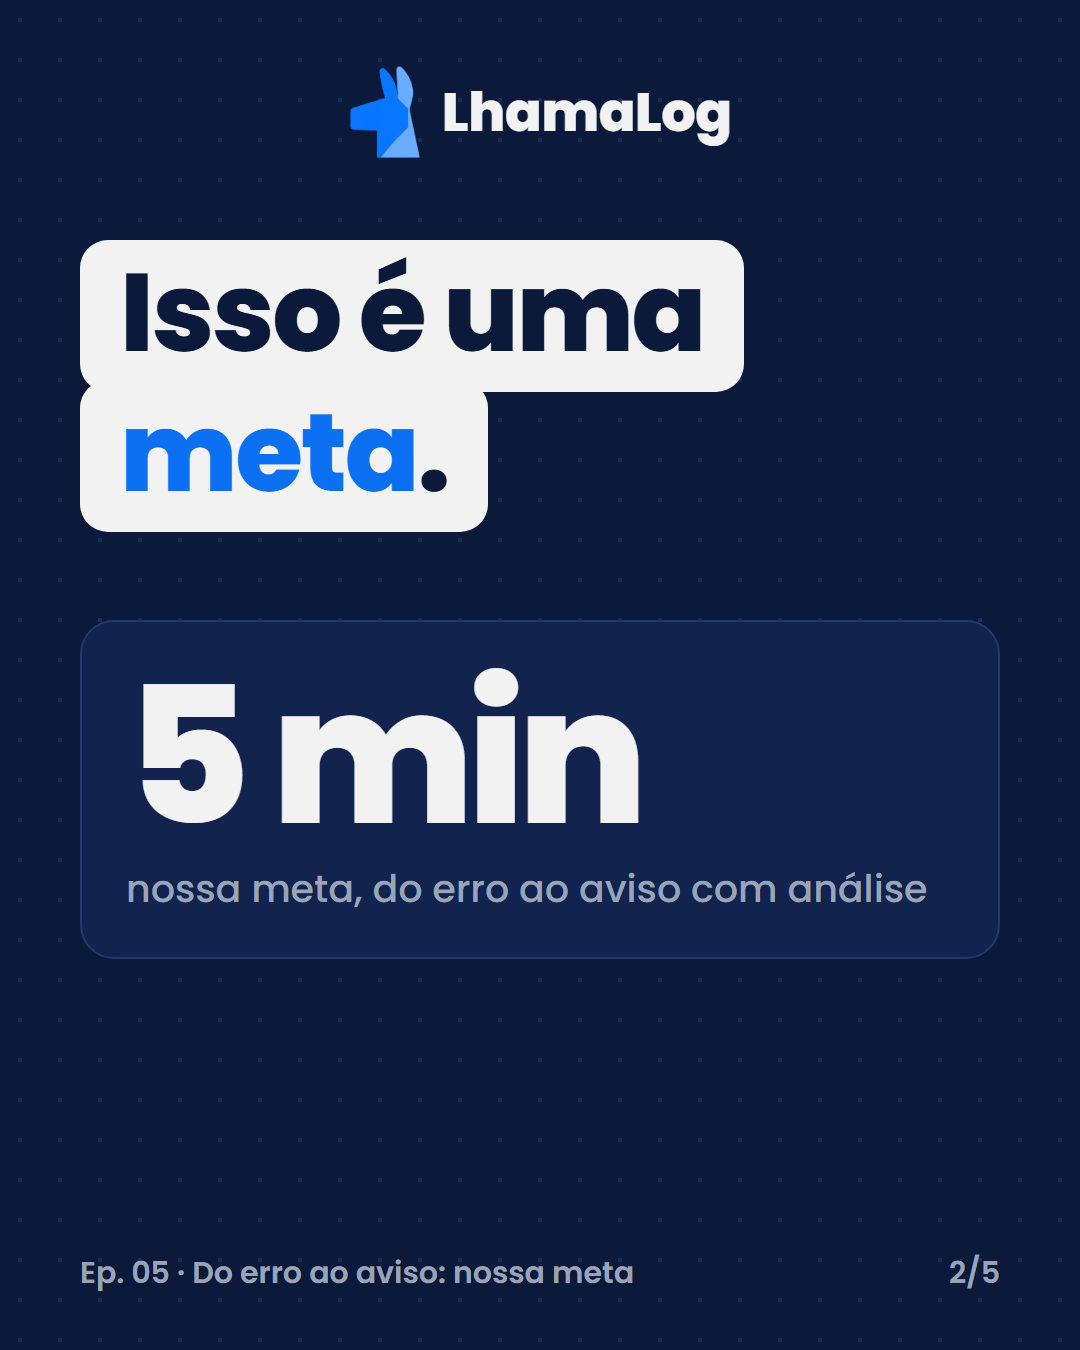 LhamaLog
Isso é uma
meta.
5 min
nossa meta, do erro ao aviso com análise
Ep. 05 · Do erro ao aviso: nossa meta
2/5